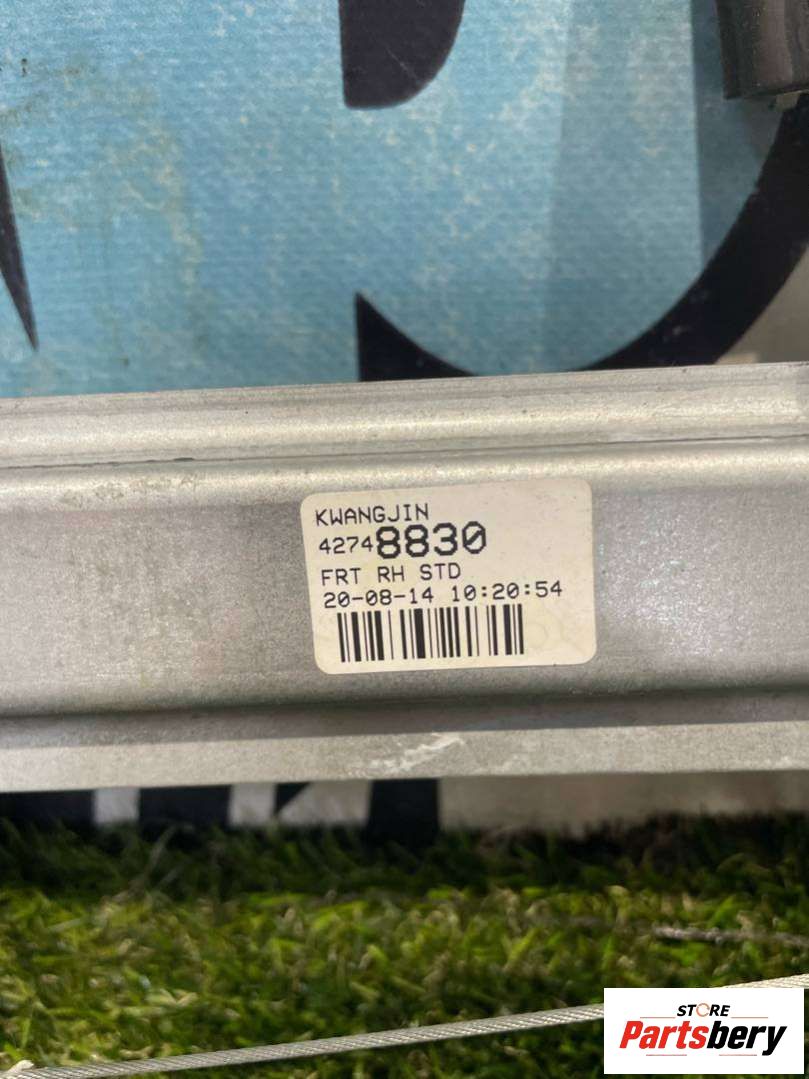 KWANGJIN
42748830
FRT RH STD
20-08-14 10:20:54
STORE
Partsbery